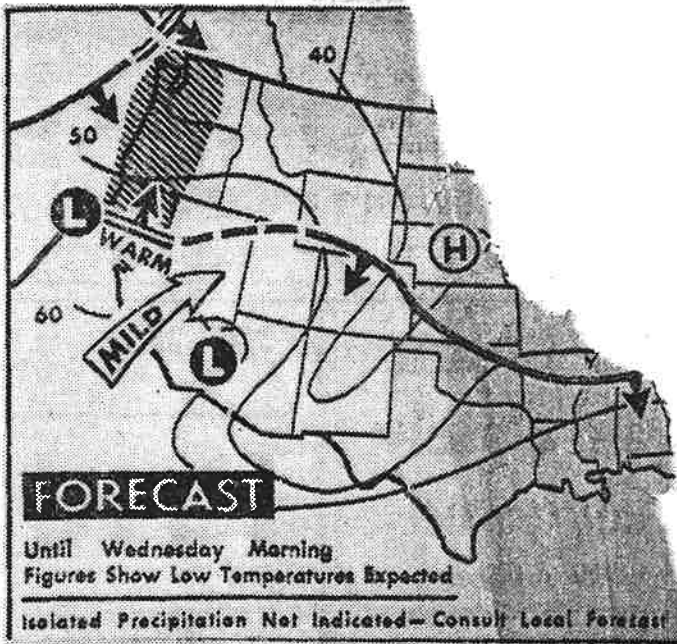 40
50
L
WARM
H
60
MILD
L
FORECAST
Until Wednesday Morning
Figures Show Low Temperatures Expected
Isolated Precipitation Not Indicated— Consult Local Forecast